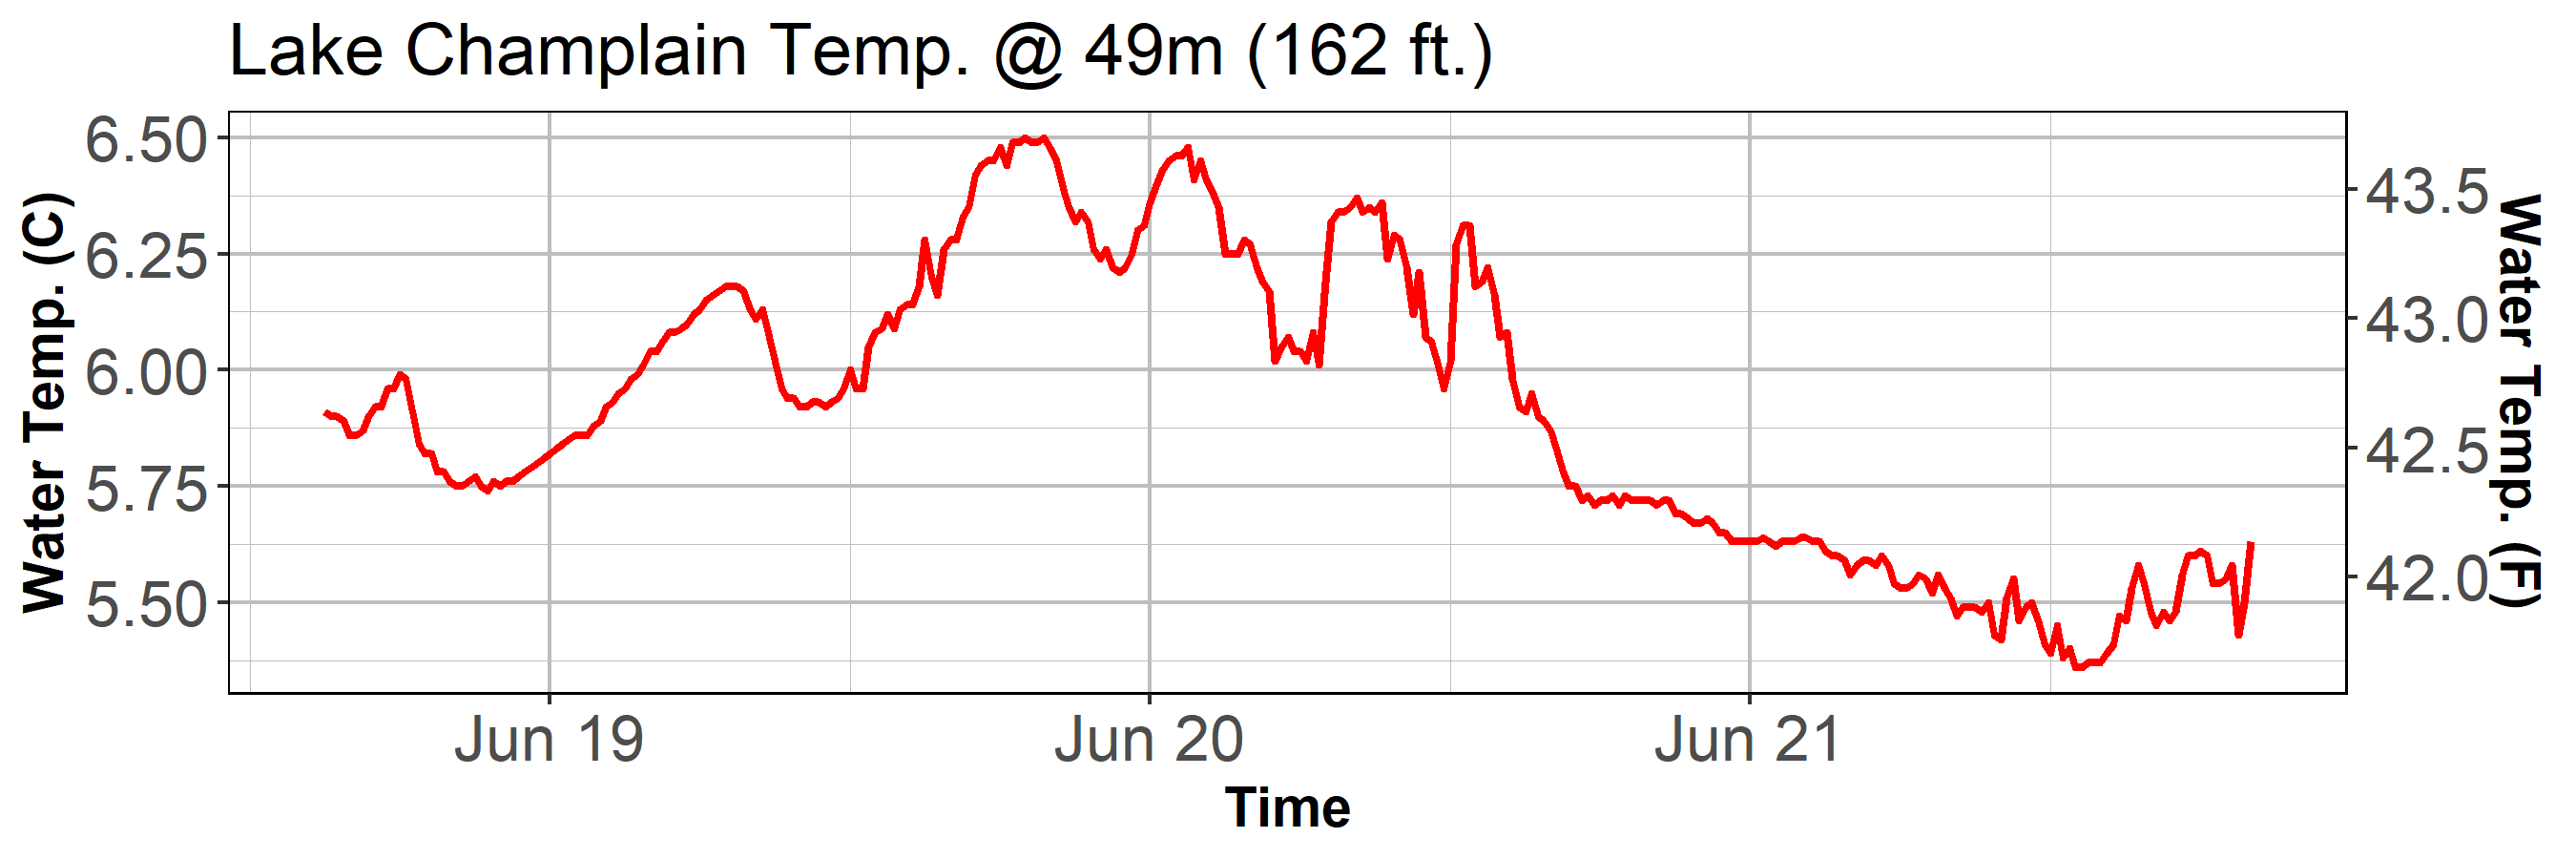 Lake Champlain Temp. @ 49m (162 ft.)
Water Temp. (C)
6.50
6.25
6.00
5.75
5.50
43.5
43.0
42.5
42.0
Water Temp. (F)
Jun 19 Jun 20 Jun 21
Time